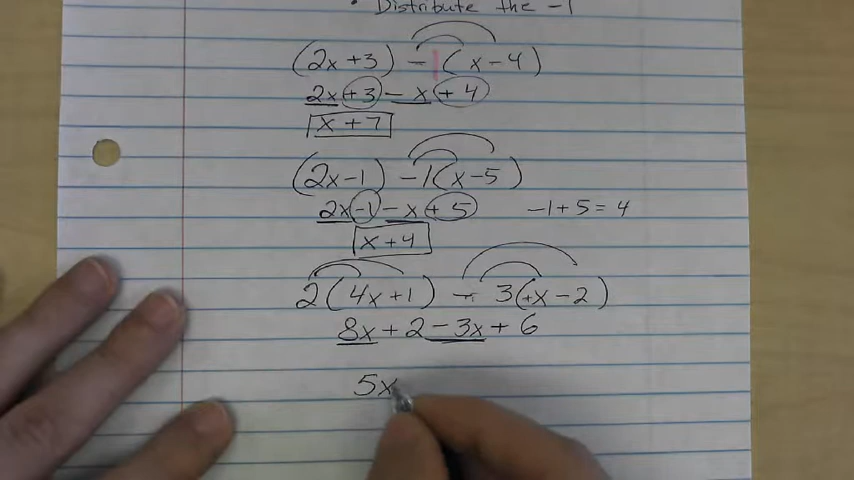 • Distribute the -1
(2x+3) - 1(x-4)
2x+3-x+4
x+7
(2x-1) -1(x-5)
2x-1-x+5 -1+5=4
x+4
2(4x+1) - 3(+x-2)
8x+2-3x+6
5x